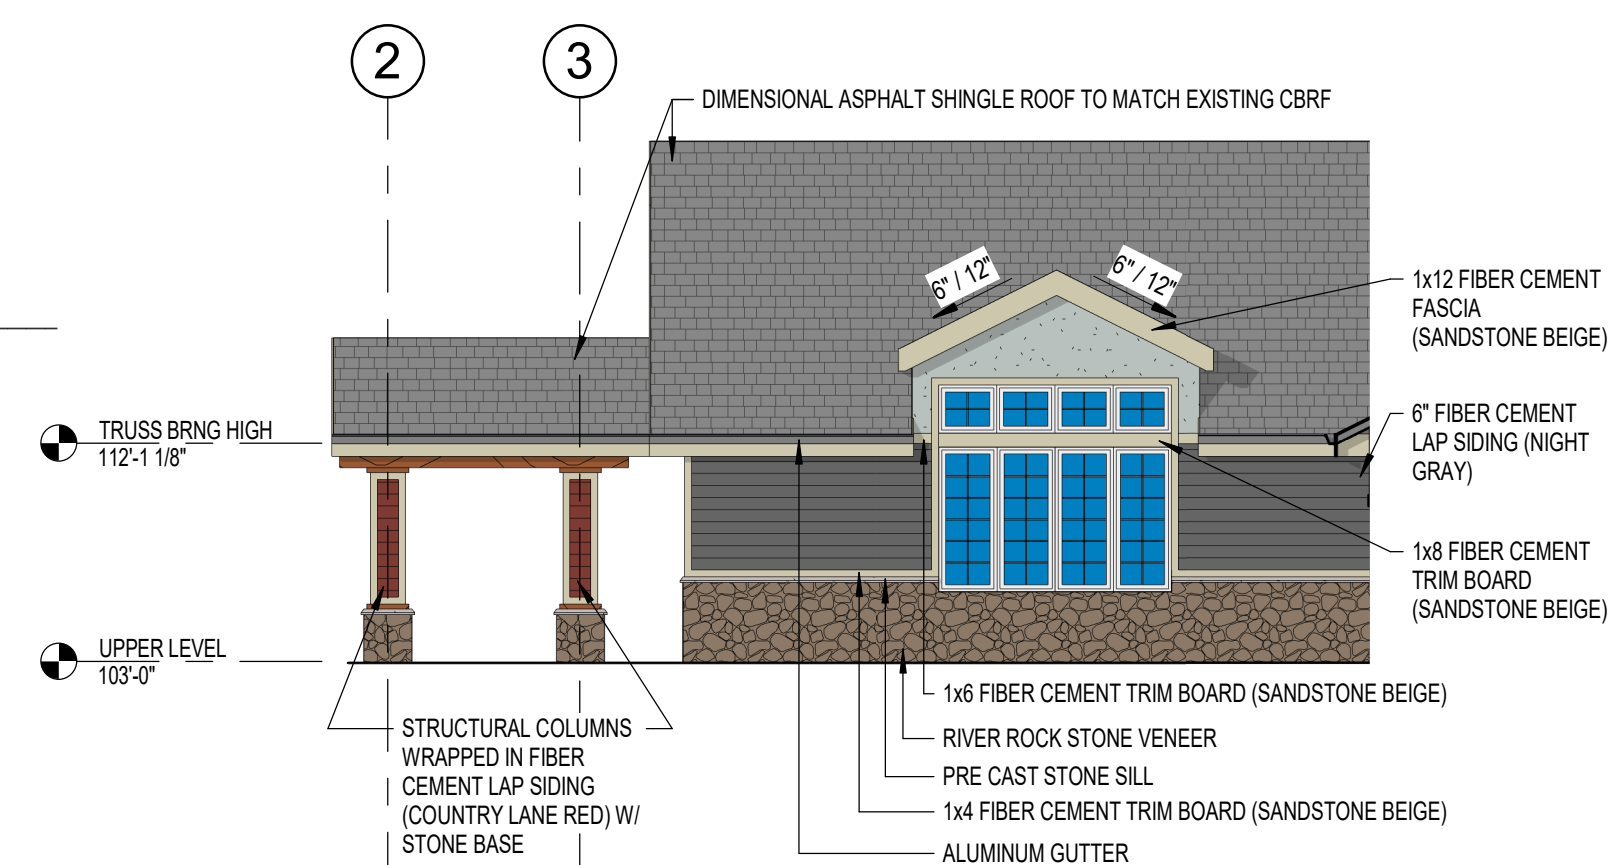 2
3
DIMENSIONAL ASPHALT SHINGLE ROOF TO MATCH EXISTING CBRF
6" / 12"
6" / 12"
1x12 FIBER CEMENT
FASCIA
(SANDSTONE BEIGE)
6" FIBER CEMENT
LAP SIDING (NIGHT
GRAY)
TRUSS BRNG HIGH
112'-1 1/8"
1x8 FIBER CEMENT
TRIM BOARD
(SANDSTONE BEIGE)
UPPER LEVEL
103'-0"
STRUCTURAL COLUMNS
WRAPPED IN FIBER
CEMENT LAP SIDING
(COUNTRY LANE RED) W/
STONE BASE
1x6 FIBER CEMENT TRIM BOARD (SANDSTONE BEIGE)
RIVER ROCK STONE VENEER
PRE CAST STONE SILL
1x4 FIBER CEMENT TRIM BOARD (SANDSTONE BEIGE)
ALUMINUM GUTTER